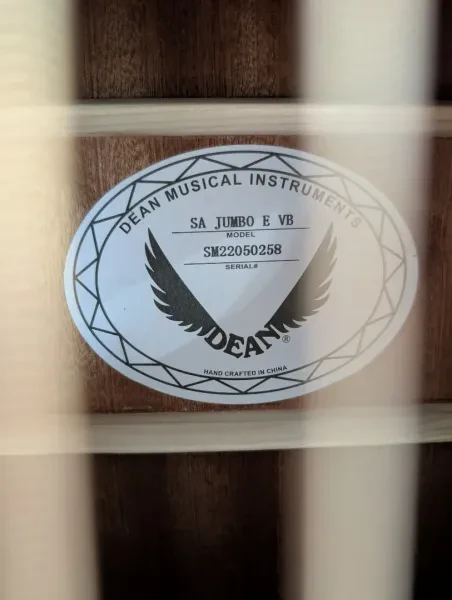 DEAN MUSICAL INSTRUMENTS
SA JUMBO E VB
MODEL
SM22050258
SERIAL#
DEAN®
HAND CRAFTED IN CHINA